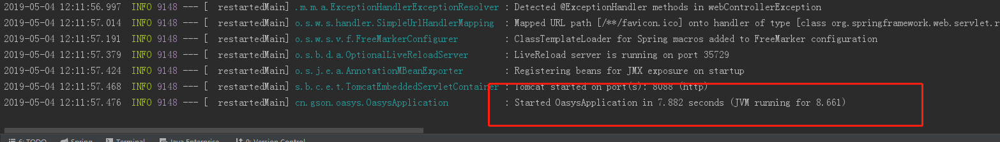 2019-05-04 12:11:56.997  INFO 9148 --- [  restartedMain] .m.m.a.ExceptionHandlerExceptionResolver : Detected @ExceptionHandler methods in webControllerException
2019-05-04 12:11:57.014  INFO 9148 --- [  restartedMain] o.s.w.s.handler.SimpleUrlHandlerMapping  : Mapped URL path [/**/favicon.ico] onto handler of type [class org.springframework.web.servlet.r
2019-05-04 12:11:57.191  INFO 9148 --- [  restartedMain] o.s.w.s.v.f.FreeMarkerConfigurer         : ClassTemplateLoader for Spring macros added to FreeMarker configuration
2019-05-04 12:11:57.379  INFO 9148 --- [  restartedMain] o.s.b.d.a.OptionalLiveReloadServer       : LiveReload server is running on port 35729
2019-05-04 12:11:57.424  INFO 9148 --- [  restartedMain] o.s.j.e.a.AnnotationMBeanExporter        : Registering beans for JMX exposure on startup
2019-05-04 12:11:57.468  INFO 9148 --- [  restartedMain] s.b.c.e.t.TomcatEmbeddedServletContainer : Tomcat started on port(s): 8088 (http)
2019-05-04 12:11:57.476  INFO 9148 --- [  restartedMain] cn.gson.oasys.OasysApplication           : Started OasysApplication in 7.882 seconds (JVM running for 8.661)
6: TODO  Spring  Terminal  Java Enterprise  9: Version Control